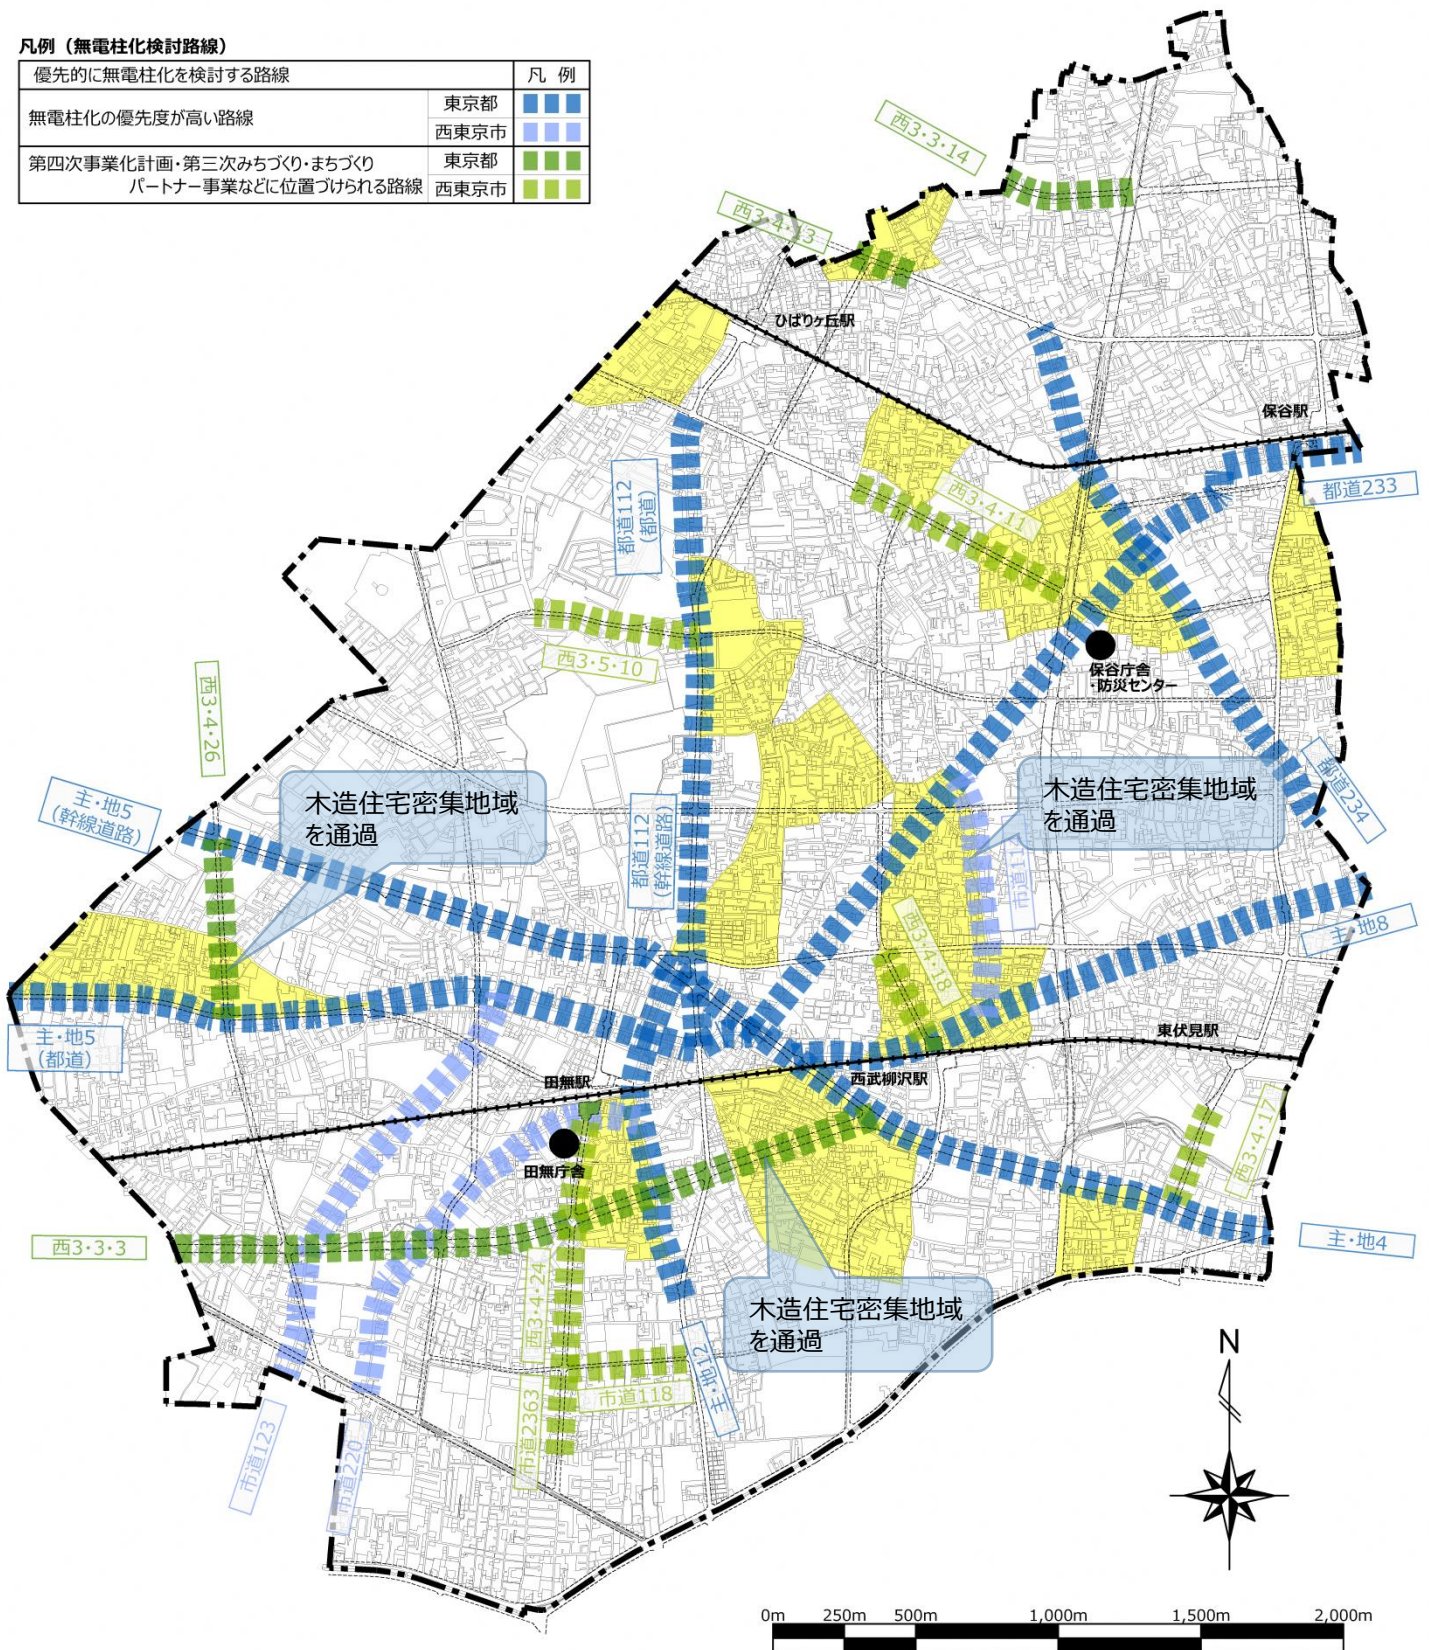 凡例（無電柱化検討路線）
優先的に無電柱化を検討する路線
凡 例
無電柱化の優先度が高い路線
東京都
西東京市
第四次事業化計画・第三次みちづくり・まちづくり
パートナー事業などに位置づけられる路線
東京都
西東京市
西3・3・14
西3・4・13
ひばりヶ丘駅
保谷駅
都道233
西3・4・11
都道112
（都道）
西3・5・10
保谷庁舎
・防災センター
西3・4・26
都道234
主・地5
（幹線道路）
木造住宅密集地域
を通過
木造住宅密集地域
を通過
都道112
（幹線道路）
西3・4・18
主・地8
主・地5
（都道）
東伏見駅
西武柳沢駅
田無駅
西3・4・17
田無庁舎
西3・3・3
主・地4
西3・4・24
木造住宅密集地域
を通過
主・地12
市道118
市道2363
市道123
市道220
N
0m 250m 500m 1,000m 1,500m 2,000m